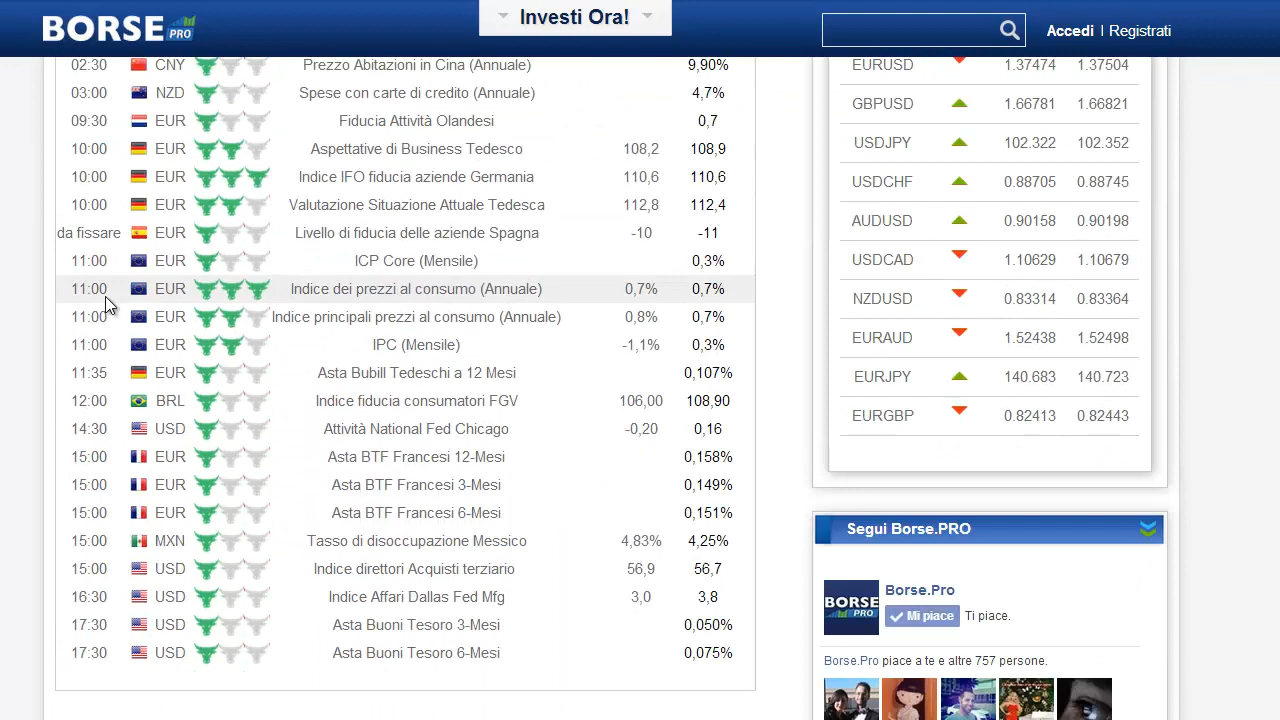 BORSE PRO
Investi Ora!
Accedi | Registrati
02:30 CNY Prezzo Abitazioni in Cina (Annuale) 9,90%
03:00 NZD Spese con carte di credito (Annuale) 4,7%
09:30 EUR Fiducia Attività Olandesi 0,7
10:00 EUR Aspettative di Business Tedesco 108,2 108,9
10:00 EUR Indice IFO fiducia aziende Germania 110,6 110,6
10:00 EUR Valutazione Situazione Attuale Tedesca 112,8 112,4
da fissare EUR Livello di fiducia delle aziende Spagna -10 -11
11:00 EUR ICP Core (Mensile) 0,3%
11:00 EUR Indice dei prezzi al consumo (Annuale) 0,7% 0,7%
11:00 EUR Indice principali prezzi al consumo (Annuale) 0,8% 0,7%
11:00 EUR IPC (Mensile) -1,1% 0,3%
11:35 EUR Asta Bubill Tedeschi a 12 Mesi 0,107%
12:00 BRL Indice fiducia consumatori FGV 106,00 108,90
14:30 USD Attività National Fed Chicago -0,20 0,16
15:00 EUR Asta BTF Francesi 12-Mesi 0,158%
15:00 EUR Asta BTF Francesi 3-Mesi 0,149%
15:00 EUR Asta BTF Francesi 6-Mesi 0,151%
15:00 MXN Tasso di disoccupazione Messico 4,83% 4,25%
15:00 USD Indice direttori Acquisti terziario 56,9 56,7
16:30 USD Indice Affari Dallas Fed Mfg 3,0 3,8
17:30 USD Asta Buoni Tesoro 3-Mesi 0,050%
17:30 USD Asta Buoni Tesoro 6-Mesi 0,075%
EURUSD 1.37474 1.37504
GBPUSD 1.66781 1.66821
USDJPY 102.322 102.352
USDCHF 0.88705 0.88745
AUDUSD 0.90158 0.90198
USDCAD 1.10629 1.10679
NZDUSD 0.83314 0.83364
EURAUD 1.52438 1.52498
EURJPY 140.683 140.723
EURGBP 0.82413 0.82443
Segui Borse.PRO
BORSE PRO
Borse.Pro
Mi piace Ti piace.
Borse.Pro piace a te e altre 757 persone.